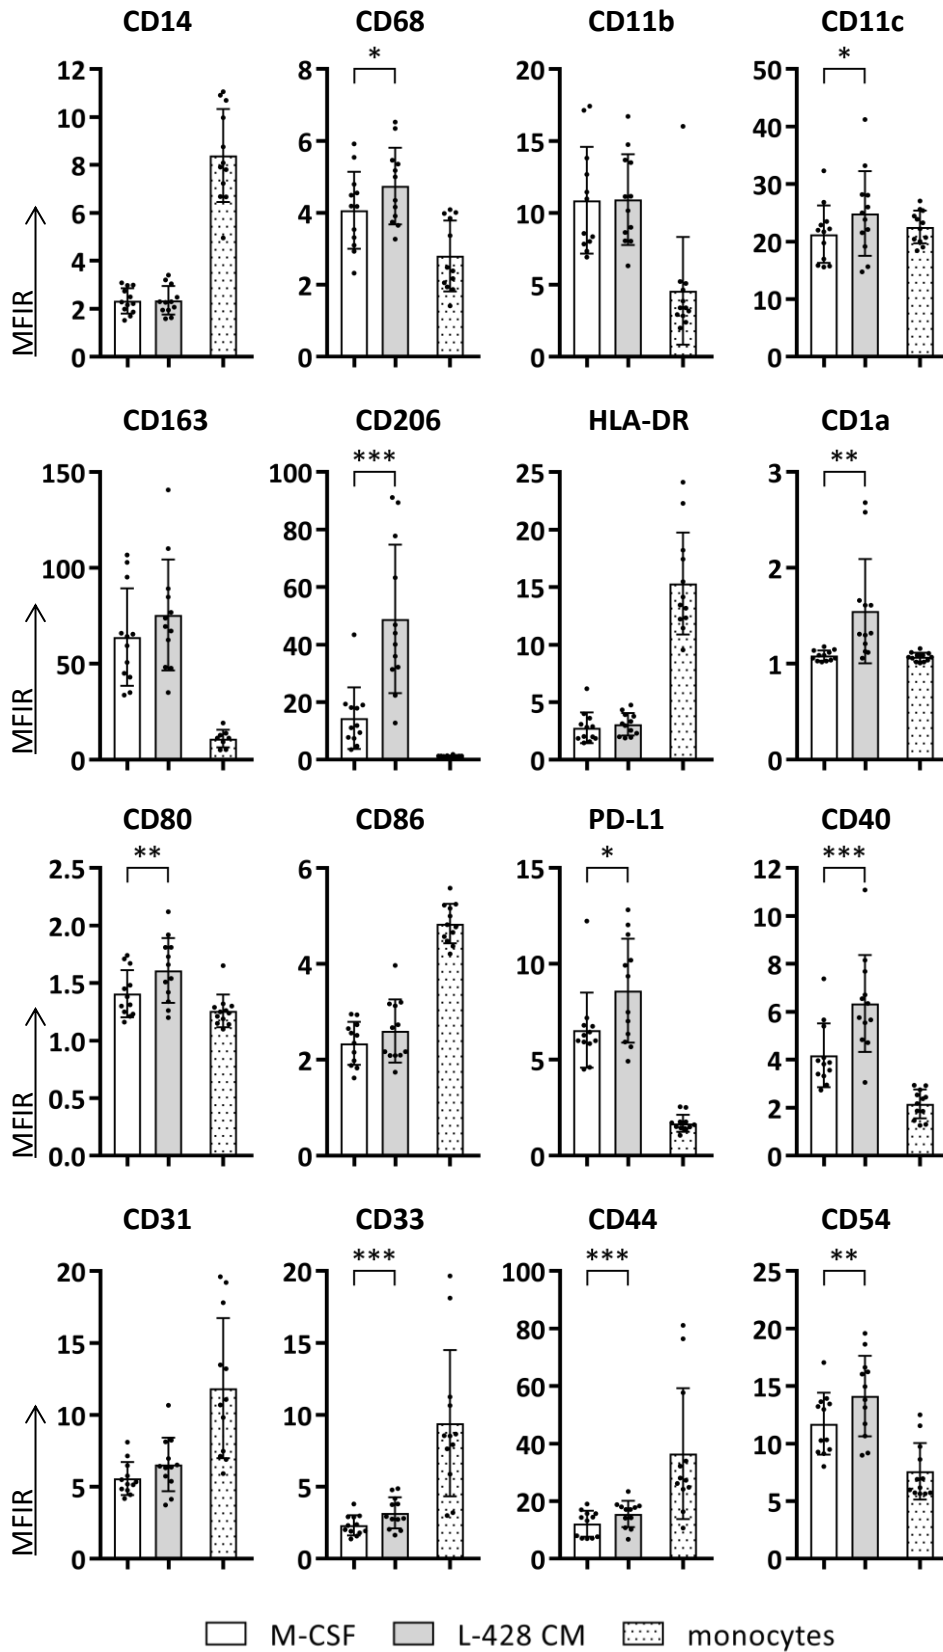 CD14 CD68 CD11b CD11c
* *
12 8 20 50
10 40
6 15
8 30
6 4 10
20
4 2 5
2 10
0 0 0 0
MFIR
CD163 CD206 HLA-DR CD1a
*** **
150 100 25 3
80 20
100 2
60 15
40 10
50 1
20 5
0 0 0 0
MFIR
CD80 CD86 PD-L1 CD40
** * ***
2.5 6 15 12
2.0 10
4 10 8
1.5
6
1.0 2 5 4
0.5 2
0.0 0 0 0
MFIR
CD31 CD33 CD44 CD54
*** *** **
20 20 100 25
80 20
15 15
60 15
10 10
40 10
5 5
20 5
0 0 0 0
MFIR
M-CSF L-428 CM monocytes